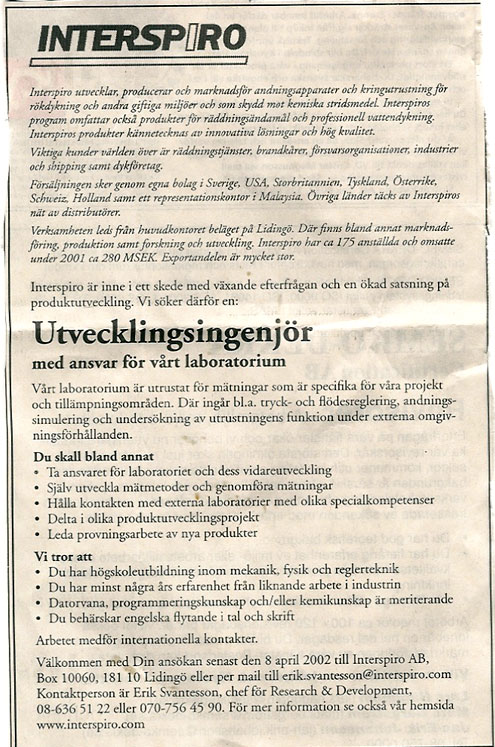 INTERSPIRO
Interspiro utvecklar, producerar och marknadsför andningsapparater och kringutrustning för
rökdykning och andra giftiga miljöer och som skydd mot kemiska stridsmedel. Interspiros
program omfattar också produkter för räddningsändamål och professionell vattendykning.
Interspiros produkter kännetecknas av innovativa lösningar och hög kvalitet.
Viktiga kunder världen över är räddningstjänster, brandkårer, försvarsorganisationer, industrier
och shipping samt dykföretag.
Försäljningen sker genom egna bolag i Sverige, USA, Storbritannien, Tyskland, Österrike,
Schweiz, Holland samt ett representationskontor i Malaysia. Övriga länder täcks av Interspiros
nät av distributörer.
Verksamheten leds från huvudkontoret beläget på Lidingö. Där finns bland annat marknads-
föring, produktion samt forskning och utveckling. Interspiro har ca 175 anställda och omsatte
under 2001 ca 280 MSEK. Exportandelen är mycket stor.
Interspiro är inne i ett skede med växande efterfrågan och en ökad satsning på
produktutveckling. Vi söker därför en:
Utvecklingsingenjör
med ansvar för vårt laboratorium
Vårt laboratorium är utrustat för mätningar som är specifika för våra projekt
och tillämpningsområden. Där ingår bl.a. tryck- och flödesreglering, andnings-
simulering och undersökning av utrustningens funktion under extrema omgiv-
ningsförhållanden.
Du skall bland annat
• Ta ansvaret för laboratoriet och dess vidareutveckling
• Själv utveckla mätmetoder och genomföra mätningar
• Hålla kontakten med externa laboratörier med olika specialkompetenser
• Delta i olika produktutvecklingsprojekt
• Leda provningsarbete av nya produkter
Vi tror att
• Du har högskoleutbildning inom mekanik, fysik och reglerteknik
• Du har minst några års erfarenhet från liknande arbete i industrin
• Datorvana, programmeringskunskap och/eller kemikunskap är meriterande
• Du behärskar engelska flytande i tal och skrift
Arbetet medför internationella kontakter.
Välkommen med Din ansökan senast den 8 april 2002 till Interspiro AB,
Box 10060, 181 10 Lidingö eller per mail till erik.svantesson@interspiro.com
Kontaktperson är Erik Svantesson, chef för Research & Development,
08-636 51 22 eller 070-756 45 90. För mer information se också vår hemsida
www.interspiro.com